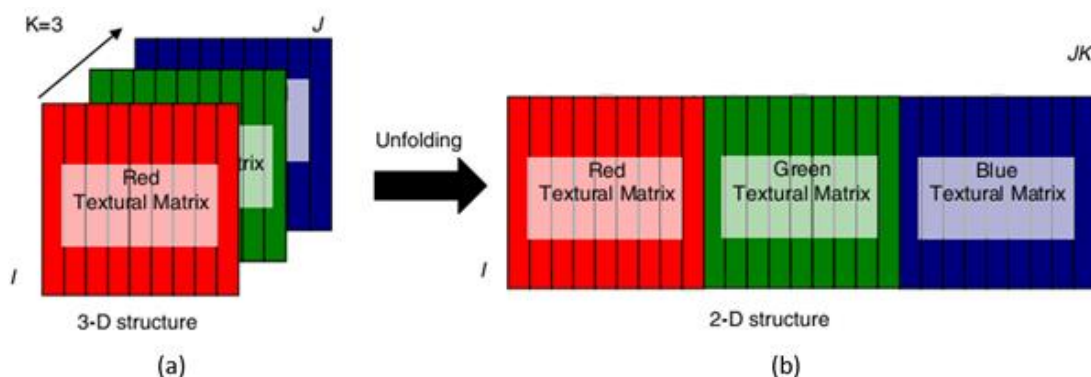 K=3
J
Red
Textural Matrix
trix
I
3-D structure
(a)
Unfolding
JK
Red
Textural Matrix
Green
Textural Matrix
Blue
Textural Matrix
I
2-D structure
(b)